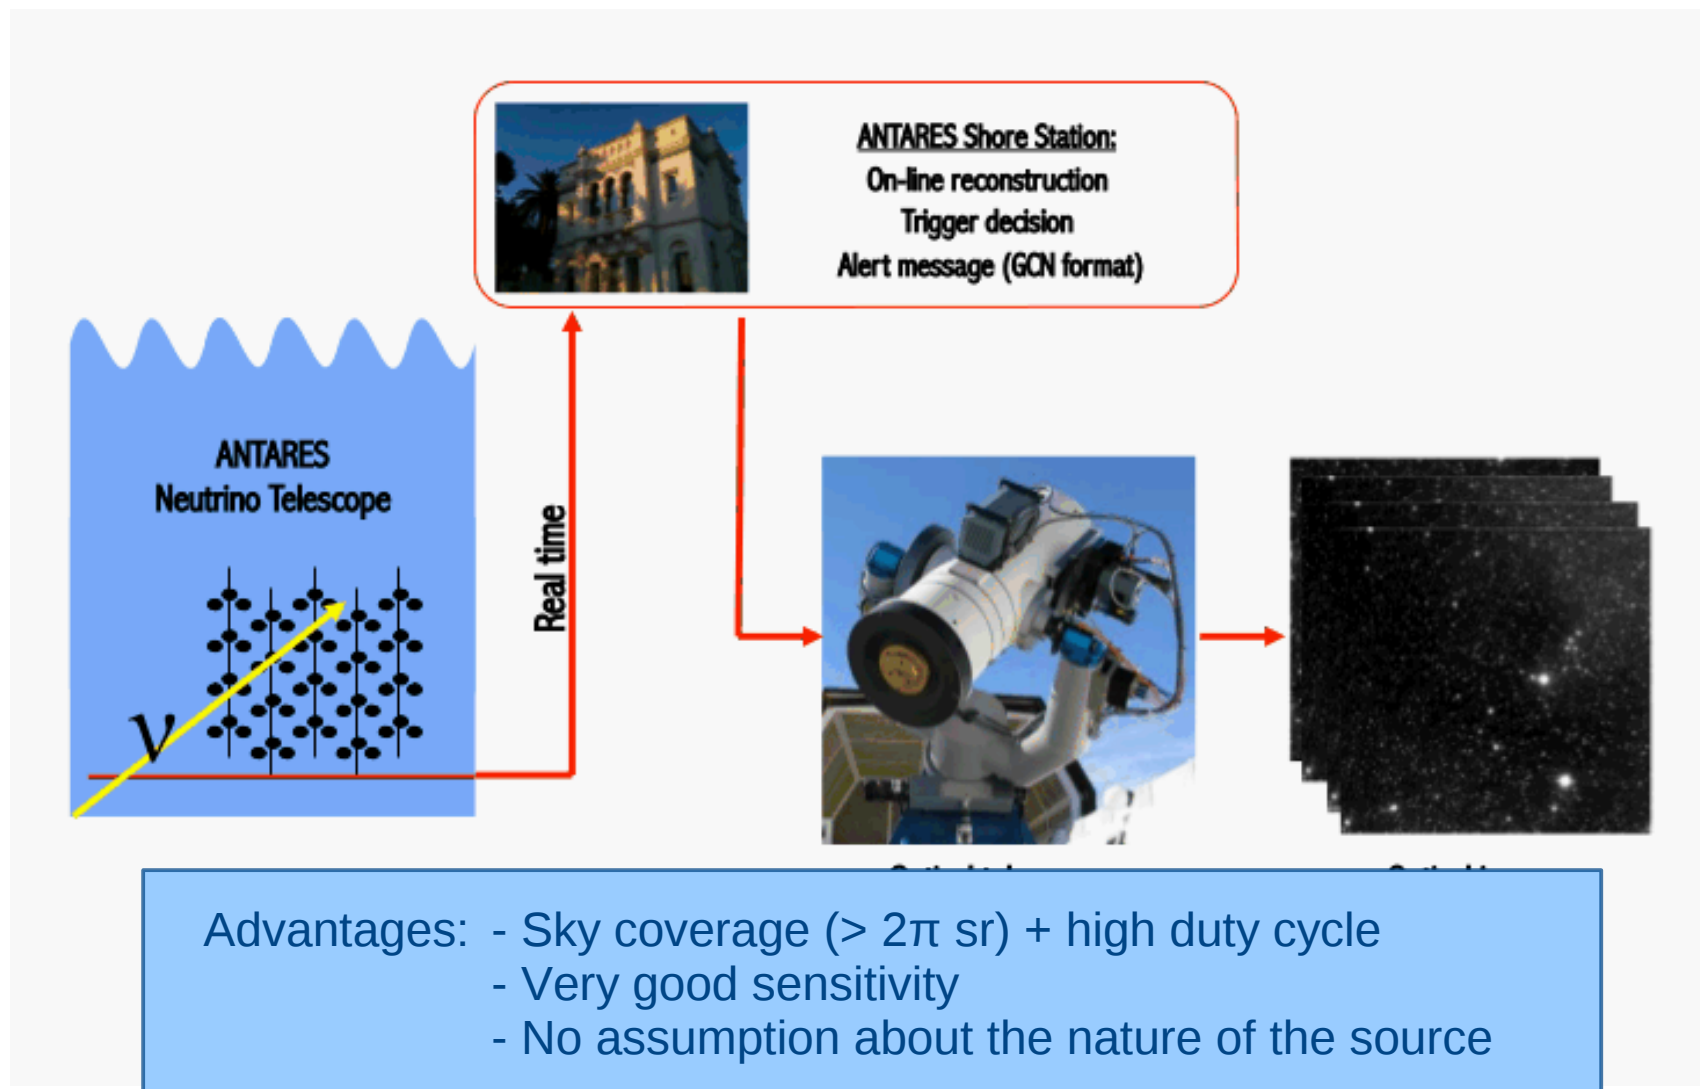 ANTARES Shore Station:
On-line reconstruction
Trigger decision
Alert message (GCN format)
ANTARES
Neutrino Telescope
Real time
ν
Advantages: - Sky coverage (> 2π sr) + high duty cycle
- Very good sensitivity
- No assumption about the nature of the source